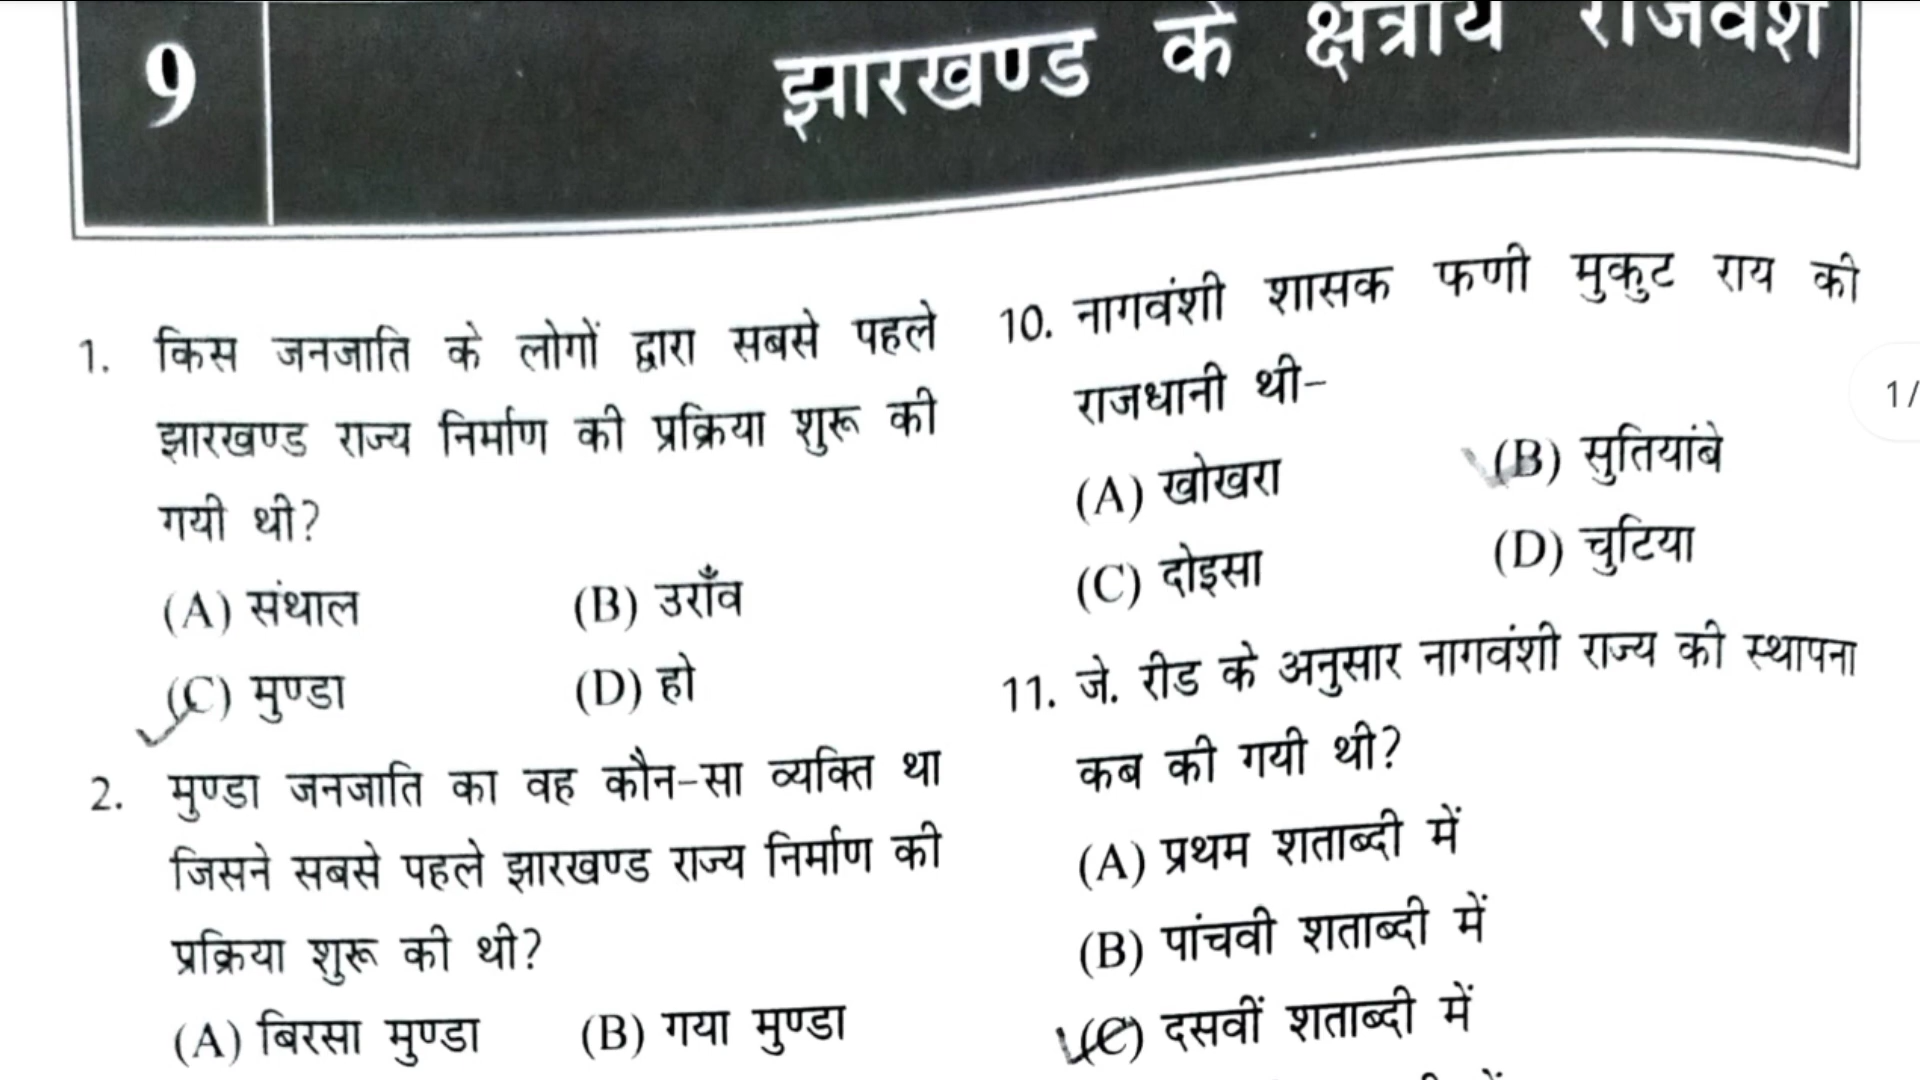 9
झारखण्ड के क्षेत्रीय राजवंश
1. किस जनजाति के लोगों द्वारा सबसे पहले
झारखण्ड राज्य निर्माण की प्रक्रिया शुरू की
गयी थी?
(A) संथाल (B) उराँव
(C) मुण्डा (D) हो
2. मुण्डा जनजाति का वह कौन-सा व्यक्ति था
जिसने सबसे पहले झारखण्ड राज्य निर्माण की
प्रक्रिया शुरू की थी?
(A) बिरसा मुण्डा (B) गया मुण्डा
10. नागवंशी शासक फणी मुकुट राय की
राजधानी थी-
(A) खोखरा (B) सुतियांबे
(C) दोइसा (D) चुटिया
11. जे. रीड के अनुसार नागवंशी राज्य की स्थापना
कब की गयी थी?
(A) प्रथम शताब्दी में
(B) पांचवी शताब्दी में
(C) दसवीं शताब्दी में
1/